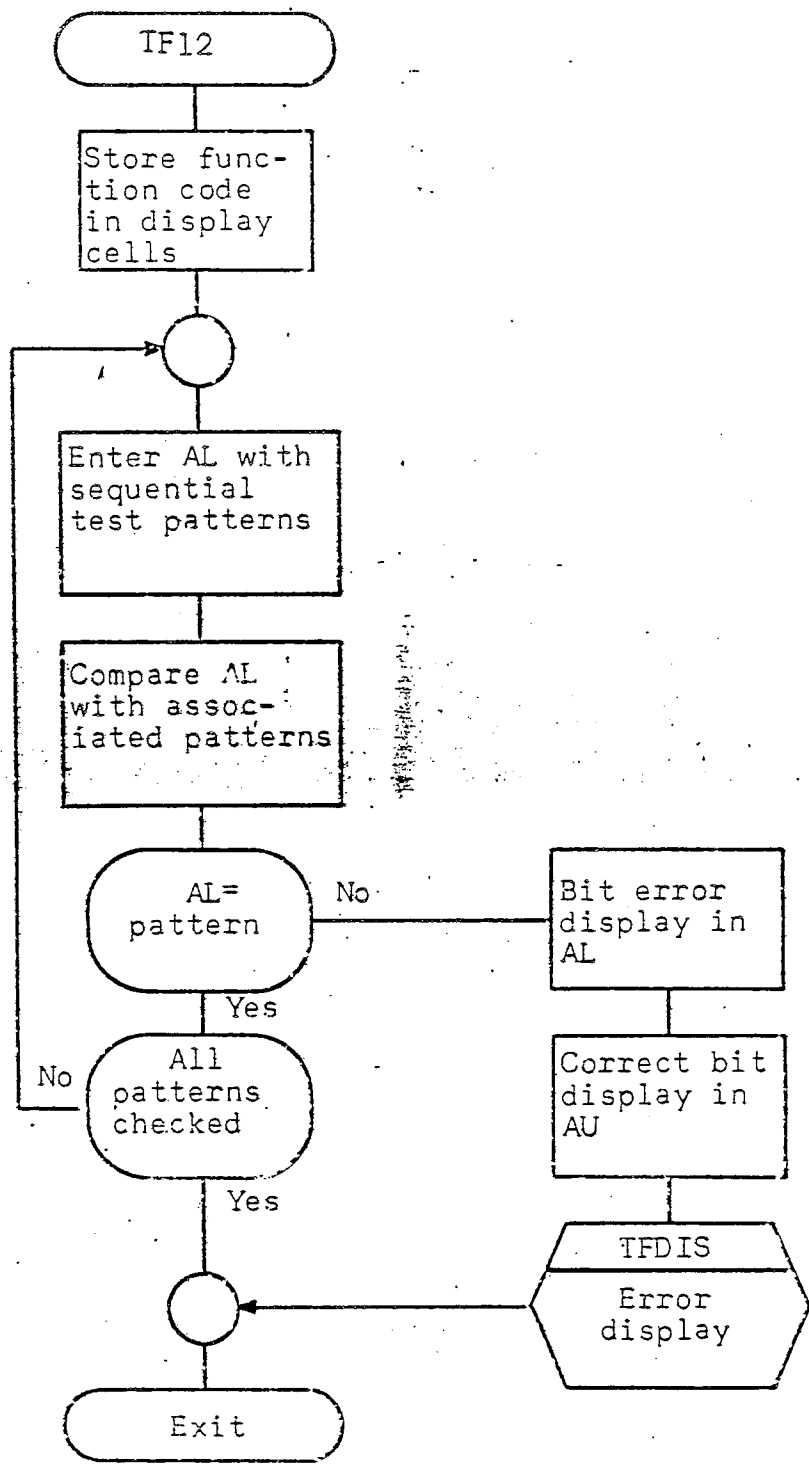 TF12
Store func-
tion code
in display
cells
Enter AL with
sequential
test patterns
Compare AL
with assoc-
iated patterns
AL=
pattern
No
Bit error
display in
AL
Yes
All
patterns
checked
No
Correct bit
display in
AU
Yes
TFDIS
Error
display
Exit